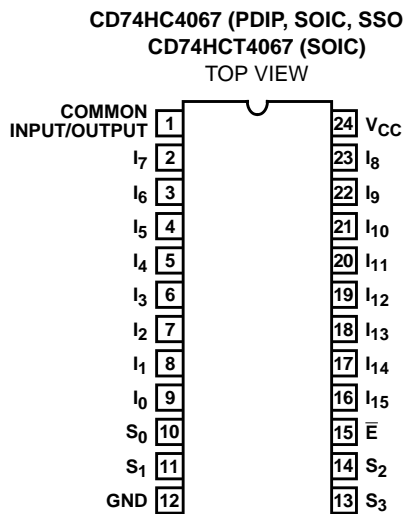 CD74HC4067 (PDIP, SOIC, SSO
CD74HCT4067 (SOIC)
TOP VIEW
COMMON
INPUT/OUTPUT 1 24 VCC
I7 2 23 I8
I6 3 22 I9
I5 4 21 I10
I4 5 20 I11
I3 6 19 I12
I2 7 18 I13
I1 8 17 I14
I0 9 16 I15
S0 10 15 E̅
S1 11 14 S2
GND 12 13 S3